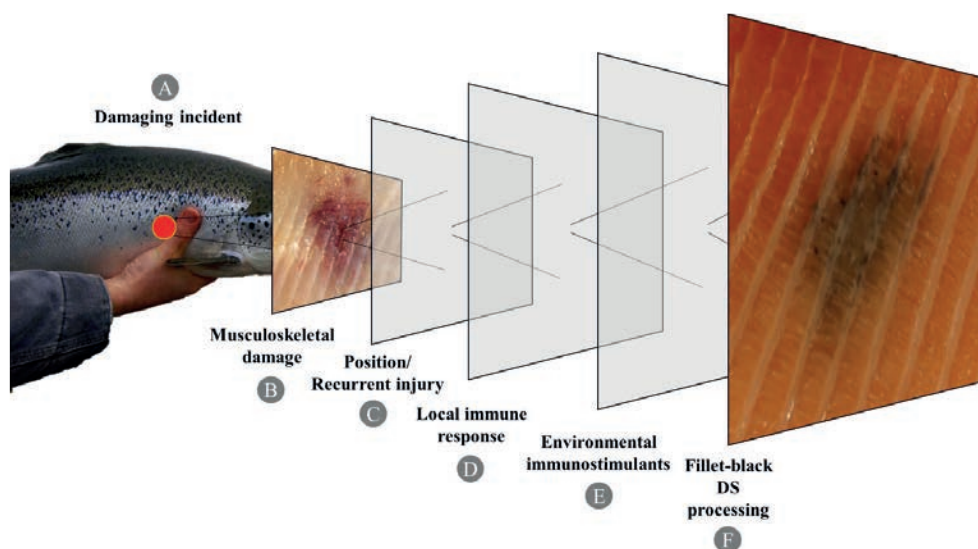 A
Damaging incident
Musculoskeletal
damage
B
Position/
Recurrent injury
C
Local immune
response
D
Environmental
immunostimulants
E
Fillet-black
DS
processing
F